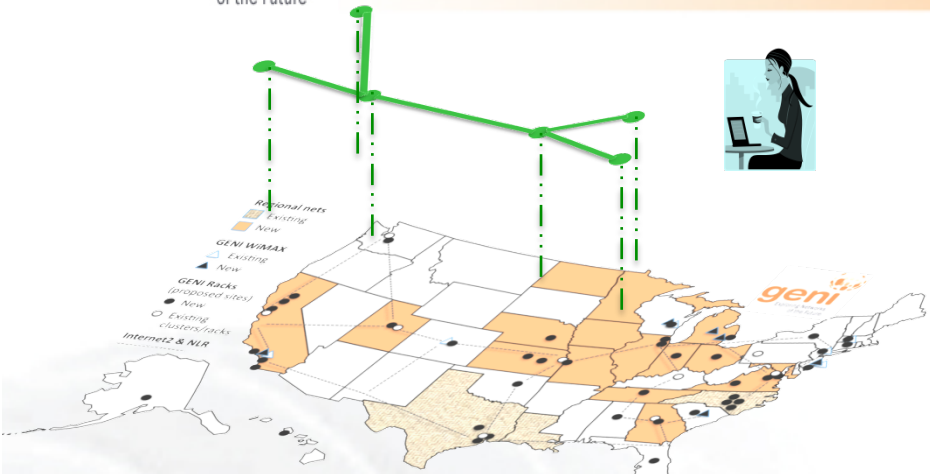 of the Future
Regional nets
Existing
New
GENI WiMAX
Existing
New
GENI Racks
(proposed sites)
New
Existing
clusters/racks
Internet2 & NLR
geni